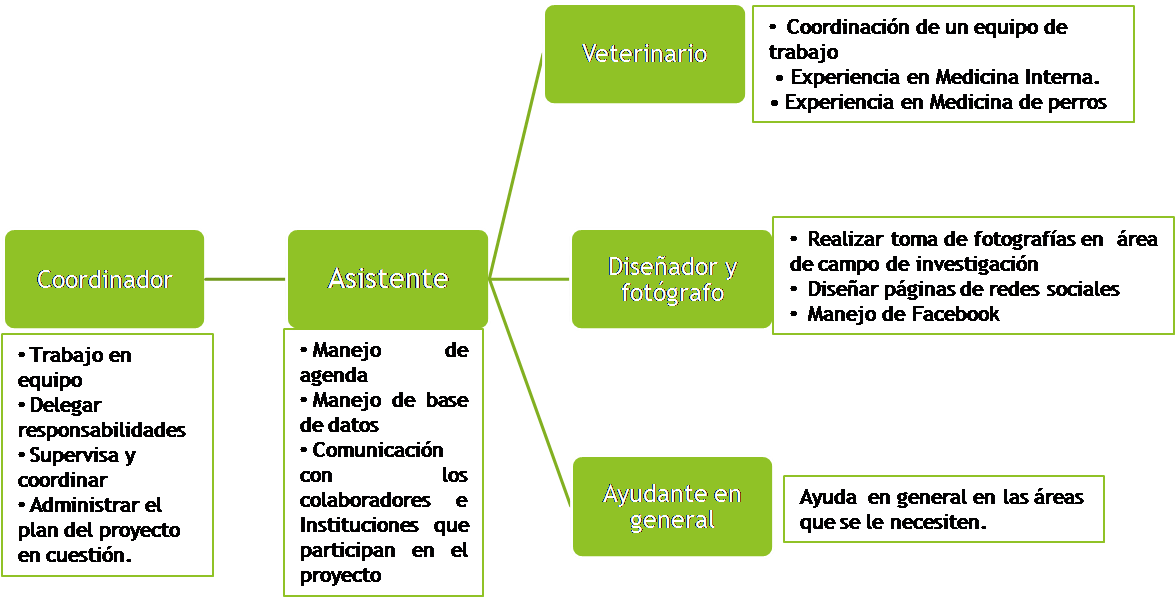 Coordinador
• Trabajo en
equipo
• Delegar
responsabilidades
• Supervisa y
coordinar
• Administrar el
plan del proyecto
en cuestión.
Asistente
• Manejo de
agenda
• Manejo de base
de datos
• Comunicación
con los
colaboradores e
Instituciones que
participan en el
proyecto
Veterinario
• Coordinación de un equipo de
trabajo
• Experiencia en Medicina Interna.
• Experiencia en Medicina de perros
Diseñador y
fotógrafo
• Realizar toma de fotografías en área
de campo de investigación
• Diseñar páginas de redes sociales
• Manejo de Facebook
Ayudante en
general
Ayuda en general en las áreas
que se le necesiten.